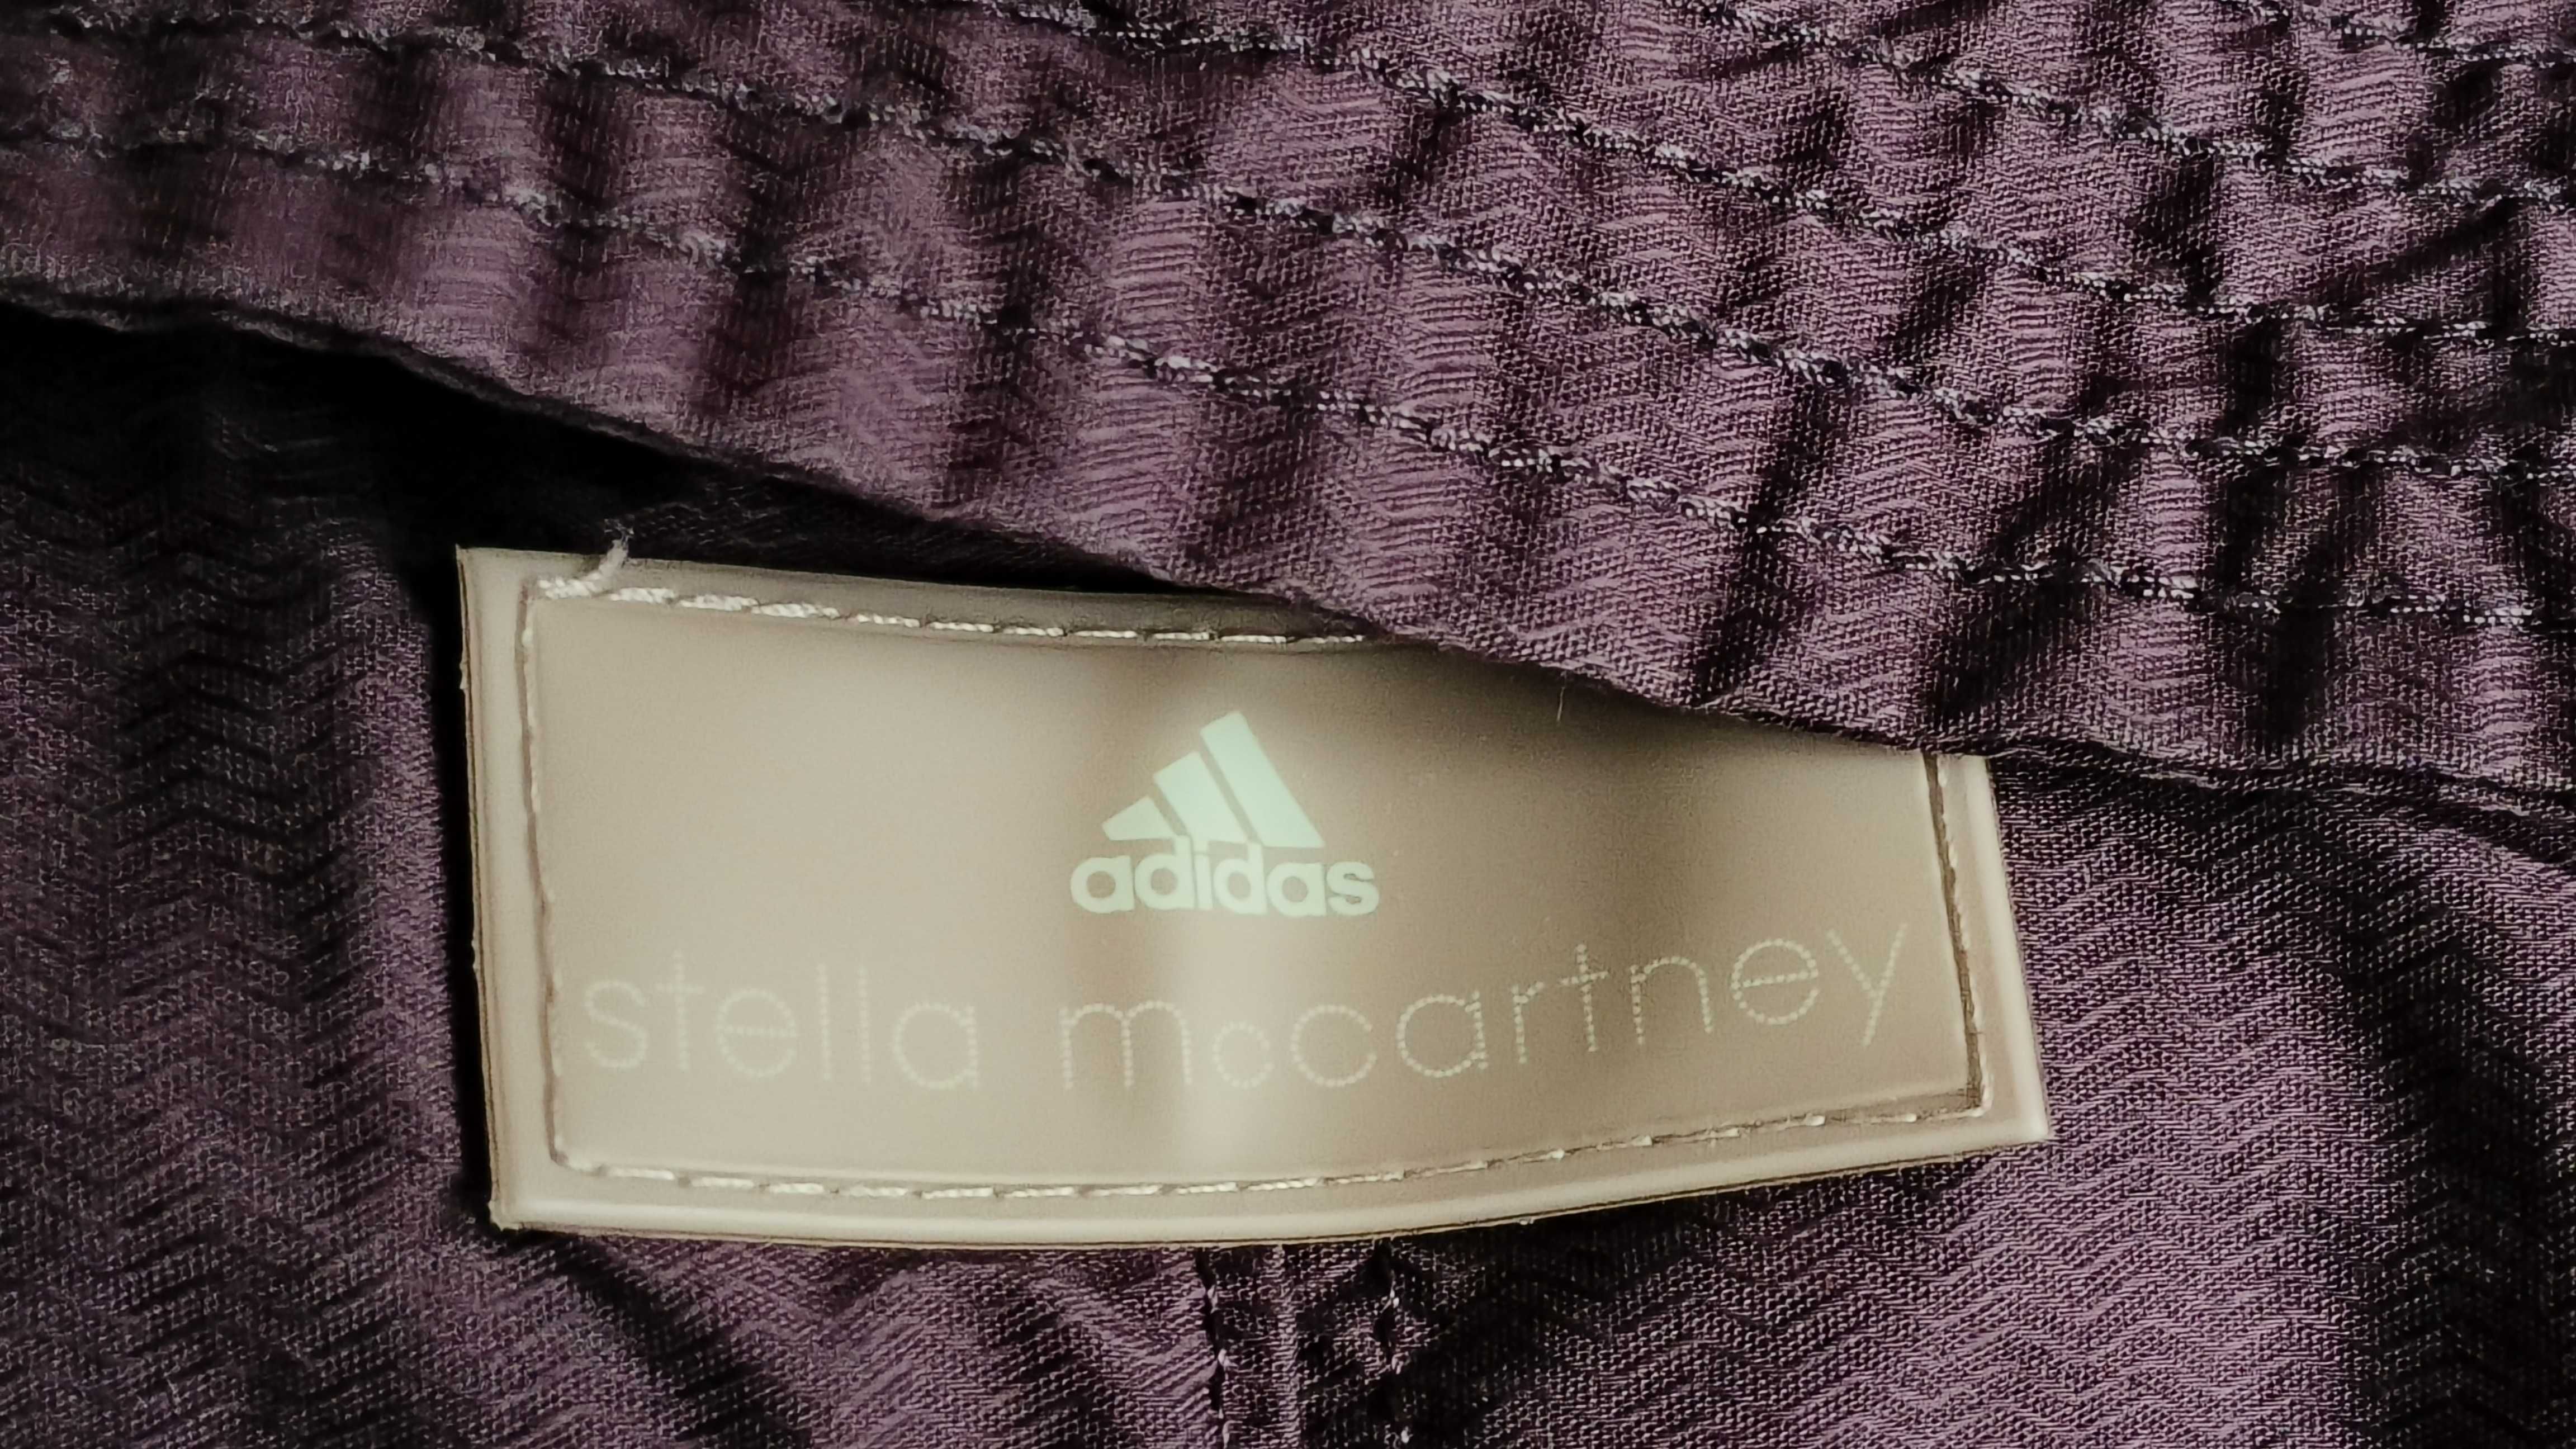 adidas
stella mccartney